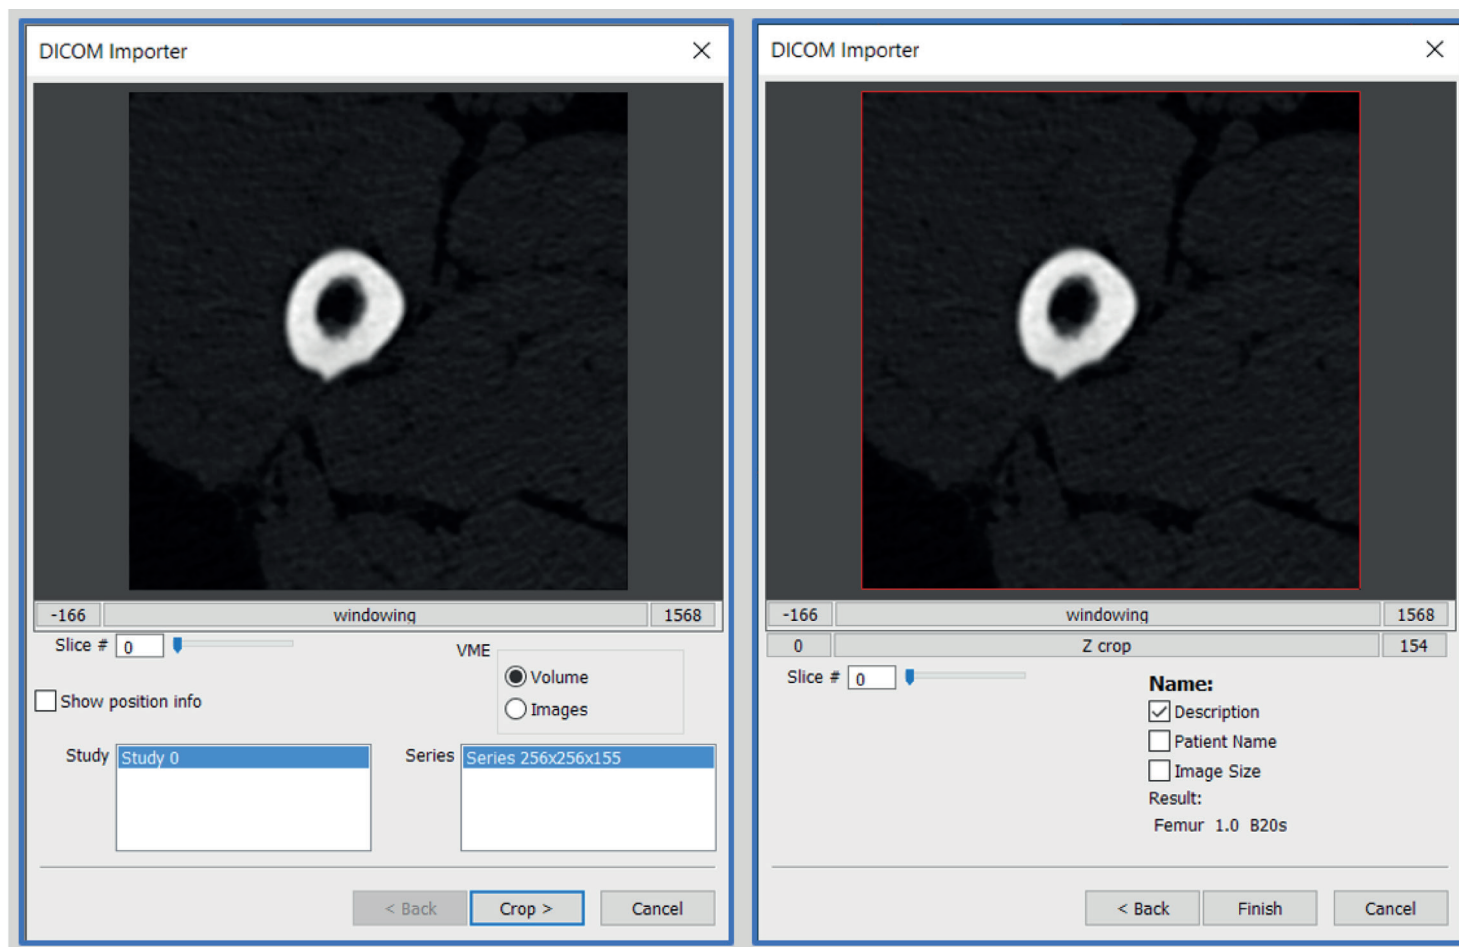 DICOM Importer
-166 windowing 1568
Slice # 0
VME
Volume
Images
Show position info
Study Study 0
Series Series 256x256x155
< Back Crop > Cancel
DICOM Importer
-166 windowing 1568
0 Z crop 154
Slice # 0
Name:
Description
Patient Name
Image Size
Result:
Femur 1.0 B20s
< Back Finish Cancel